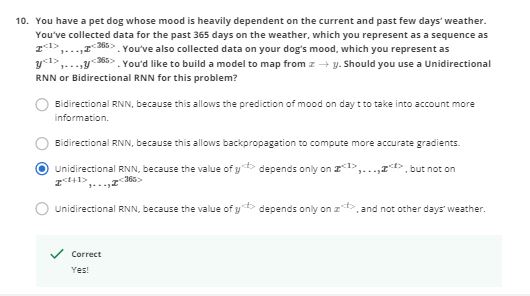 10. You have a pet dog whose mood is heavily dependent on the current and past few days' weather.
You've collected data for the past 365 days on the weather, which you represent as a sequence as
x<1>,...,x<365>. You've also collected data on your dog's mood, which you represent as
y<1>,...,y<365>. You'd like to build a model to map from x → y. Should you use a Unidirectional
RNN or Bidirectional RNN for this problem?
Bidirectional RNN, because this allows the prediction of mood on day t to take into account more
information.
Bidirectional RNN, because this allows backpropagation to compute more accurate gradients.
Unidirectional RNN, because the value of y<t> depends only on x<1>,...,x<t>, but not on
x<t+1>,...,x<365>
Unidirectional RNN, because the value of y<t> depends only on x<t>, and not other days' weather.
Correct
Yes!